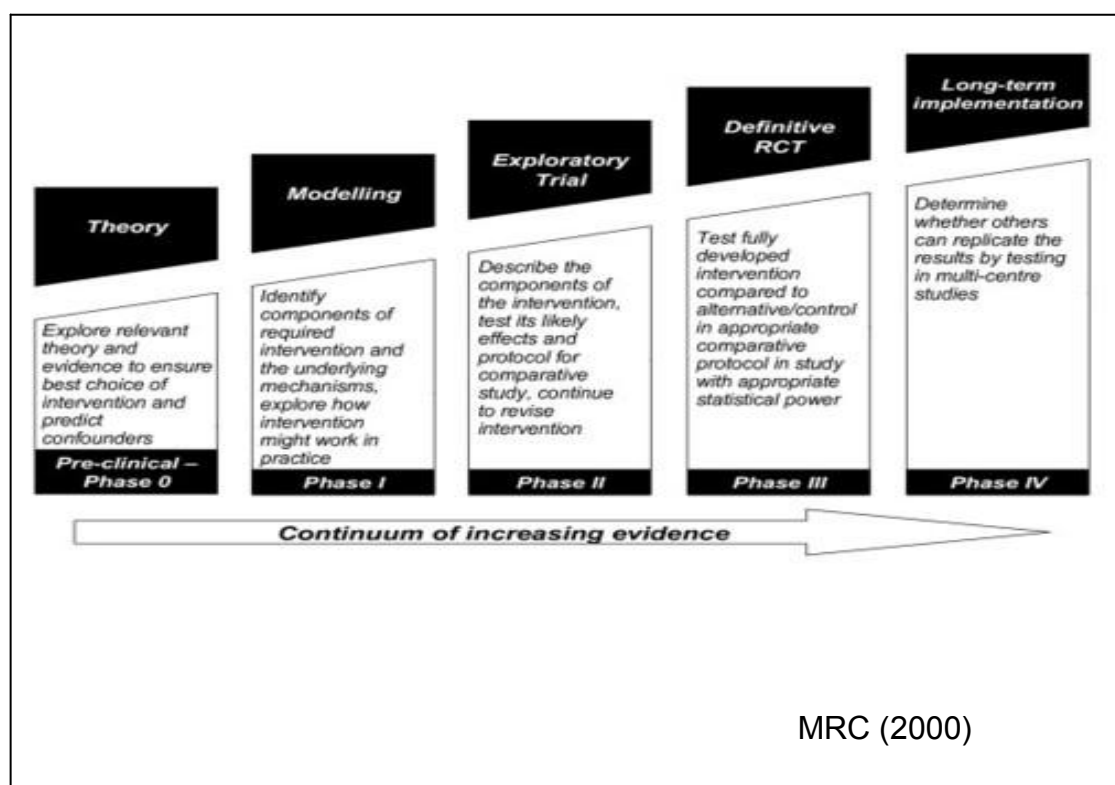 Theory
Explore relevant
theory and
evidence to ensure
best choice of
intervention and
predict
confounders
Pre-clinical –
Phase 0
Modelling
Identify
components of
required
intervention and
the underlying
mechanisms,
explore how
intervention
might work in
practice
Phase I
Exploratory
Trial
Describe the
components of
the intervention,
test its likely
effects and
protocol for
comparative
study, continue
to revise
intervention
Phase II
Definitive
RCT
Test fully
developed
intervention
compared to
alternative/control
in appropriate
comparative
protocol in study
with appropriate
statistical power
Phase III
Long-term
implementation
Determine
whether others
can replicate the
results by testing
in multi-centre
studies
Phase IV
Continuum of increasing evidence
MRC (2000)